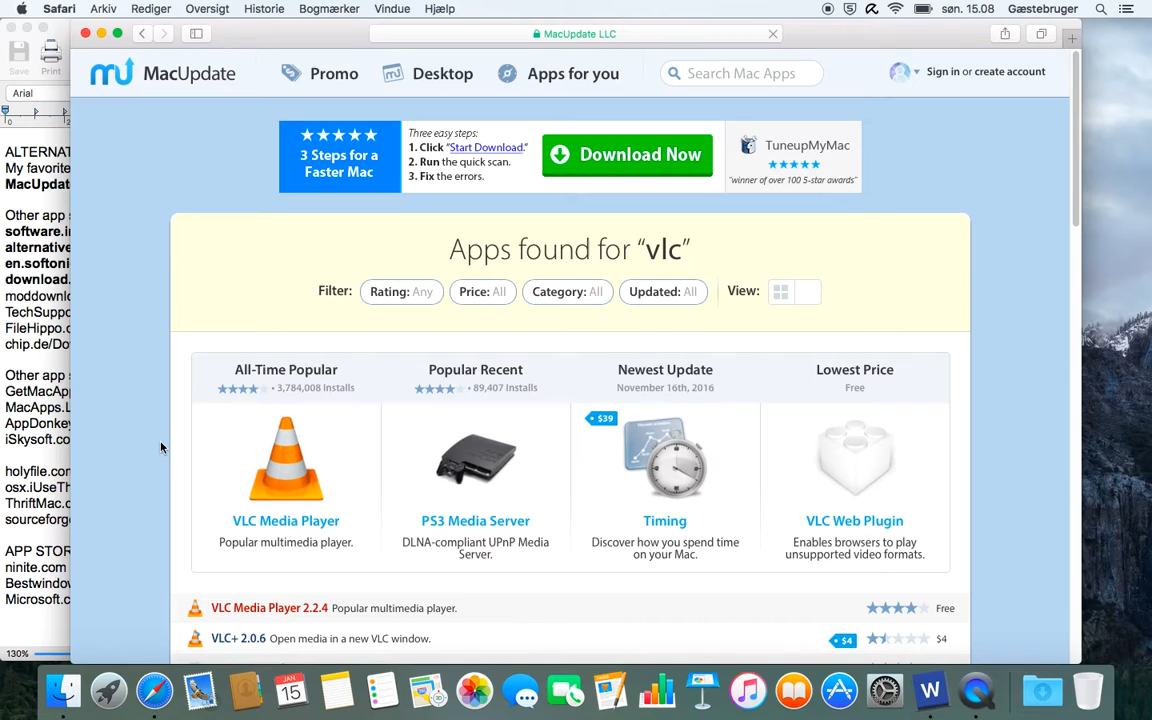 Safari Arkiv Rediger Oversigt Historie Bogmærker Vindue Hjælp søn. 15.08 Gæstebruger
MacUpdate LLC
Save Print
Arial
MacUpdate Promo Desktop Apps for you Search Mac Apps Sign in or create account
3 Steps for a
Faster Mac
Three easy steps:
1. Click "Start Download."
2. Run the quick scan.
3. Fix the errors.
Download Now
TuneupMyMac
"winner of over 100 5-star awards"
Apps found for "vlc"
Filter: Rating: Any Price: All Category: All Updated: All View:
All-Time Popular
• 3,784,008 Installs
VLC Media Player
Popular multimedia player.
Popular Recent
• 89,407 Installs
PS3 Media Server
DLNA-compliant UPnP Media
Server.
Newest Update
November 16th, 2016
$39
Timing
Discover how you spend time
on your Mac.
Lowest Price
Free
VLC Web Plugin
Enables browsers to play
unsupported video formats.
VLC Media Player 2.2.4 Popular multimedia player. Free
VLC+ 2.0.6 Open media in a new VLC window. $4 $4
ALTERNAT
My favorite
MacUpdat
Other app s
software.in
alternative
en.softoni
download.
moddownlo
TechSuppo
FileHippo.c
chip.de/Do
Other app s
GetMacAp
MacApps.L
AppDonkey
iSkysoft.co
holyfile.com
osx.iUseTh
ThriftMac.c
sourceforge
APP STOR
ninite.com
Bestwindow
Microsoft.c
130%
15